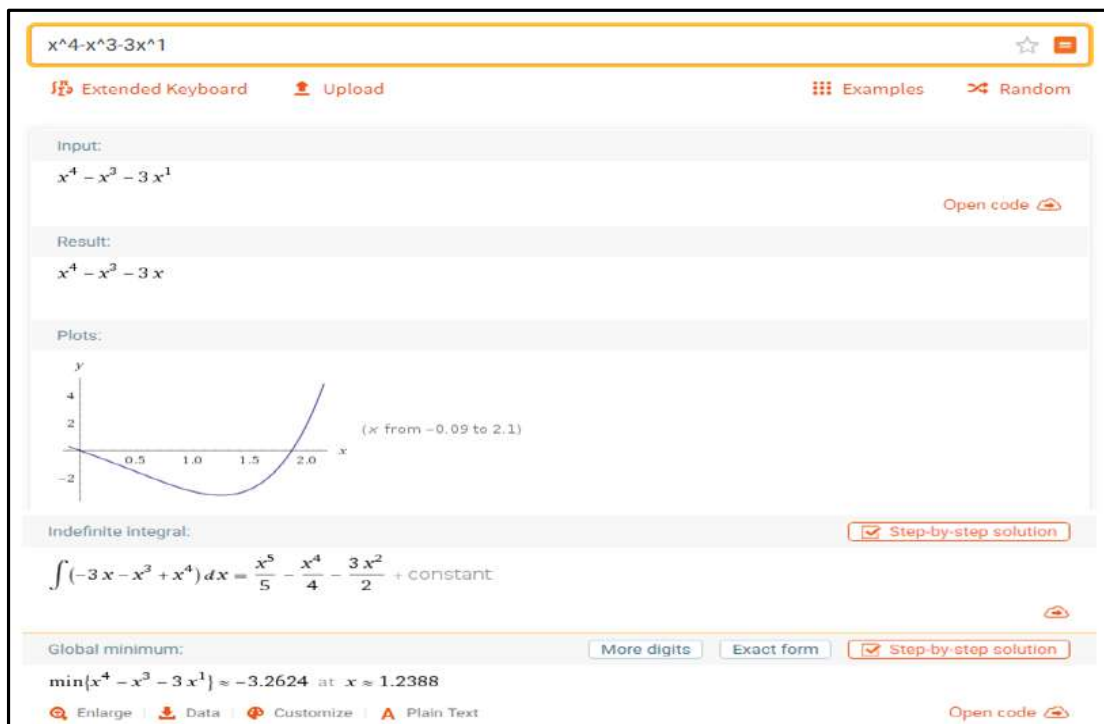 x^4-x^3-3x^1
Extended Keyboard Upload Examples Random
Input:
x⁴ − x³ − 3 x¹
Open code
Result:
x⁴ − x³ − 3 x
Plots:
y
4
2
(x from −0.09 to 2.1)
0.5 1.0 1.5 2.0 x
−2
Indefinite integral: Step-by-step solution
∫(−3 x − x³ + x⁴) dx = x⁵/5 − x⁴/4 − 3 x²/2 + constant
Global minimum: More digits Exact form Step-by-step solution
min{x⁴ − x³ − 3 x¹} ≈ −3.2624 at x ≈ 1.2388
Enlarge Data Customize A Plain Text Open code